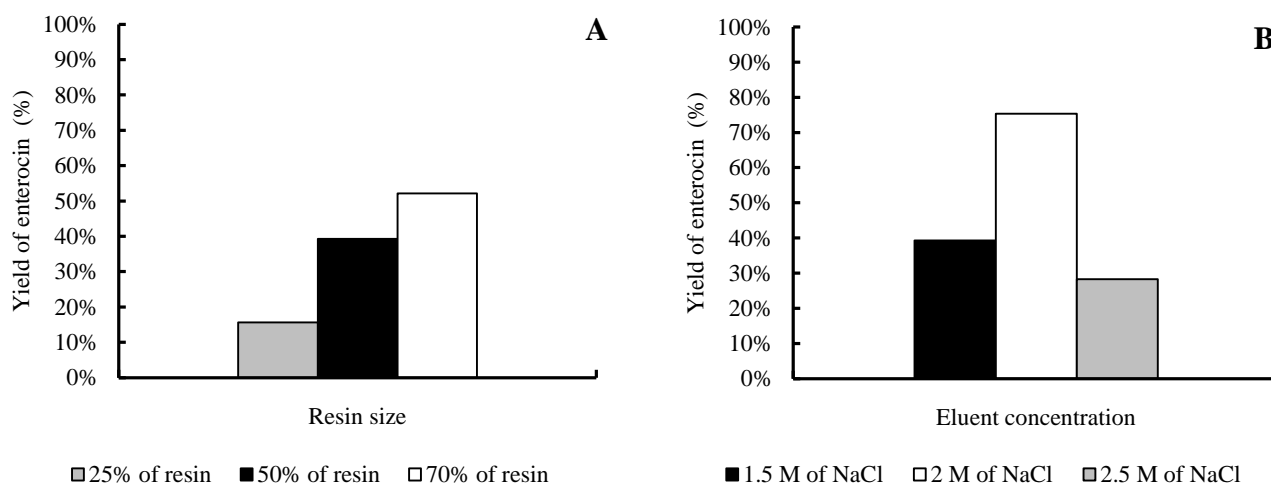 A
100%
90%
80%
70%
60%
50%
40%
30%
20%
10%
0%
Yield of enterocin (%)
Resin size
25% of resin 50% of resin 70% of resin
B
100%
90%
80%
70%
60%
50%
40%
30%
20%
10%
0%
Yield of enterocin (%)
Eluent concentration
1.5 M of NaCl 2 M of NaCl 2.5 M of NaCl